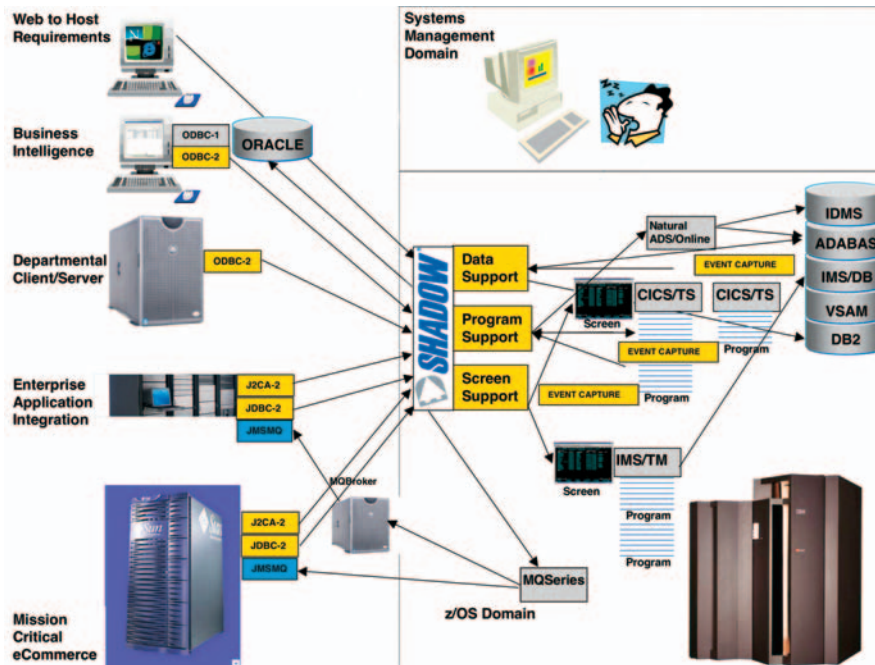 Web to Host
Requirements
Business
Intelligence
ODBC-1
ODBC-2
ORACLE
Departmental
Client/Server
ODBC-2
Enterprise
Application
Integration
J2CA-2
JDBC-2
JMSMQ
MQBroker
J2CA-2
JDBC-2
JMSMQ
Mission
Critical
eCommerce
Systems
Management
Domain
SHADOW
Data
Support
Program
Support
Screen
Support
Natural
ADS/Online
EVENT CAPTURE
CICS/TS
CICS/TS
Screen
Program
EVENT CAPTURE
Program
EVENT CAPTURE
IMS/TM
Screen
Program
Program
MQSeries
z/OS Domain
IDMS
ADABAS
IMS/DB
VSAM
DB2
Sun